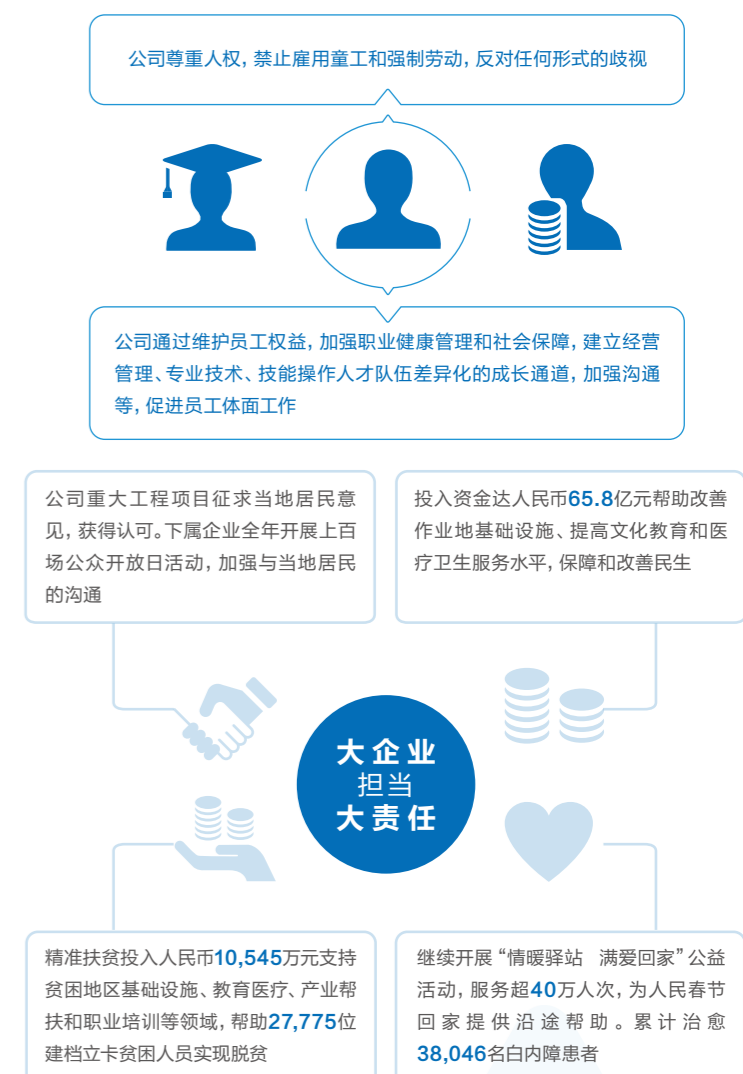 公司尊重人权，禁止雇用童工和强制劳动，反对任何形式的歧视
公司通过维护员工权益，加强职业健康管理和社会保障，建立经营
管理、专业技术、技能操作人才队伍差异化的成长通道，加强沟通
等，促进员工体面工作
公司重大工程项目征求当地居民意
见，获得认可。下属企业全年开展上百
场公众开放日活动，加强与当地居民
的沟通
投入资金达人民币65.8亿元帮助改善
作业地基础设施、提高文化教育和医
疗卫生服务水平，保障和改善民生
大企业
担当
大责任
精准扶贫投入人民币10,545万元支持
贫困地区基础设施、教育医疗、产业帮
扶和职业培训等领域，帮助27,775位
建档立卡贫困人员实现脱贫
继续开展“情暖驿站 满爱回家”公益
活动，服务超40万人次，为人民春节
回家提供沿途帮助。累计治愈
38,046名白内障患者